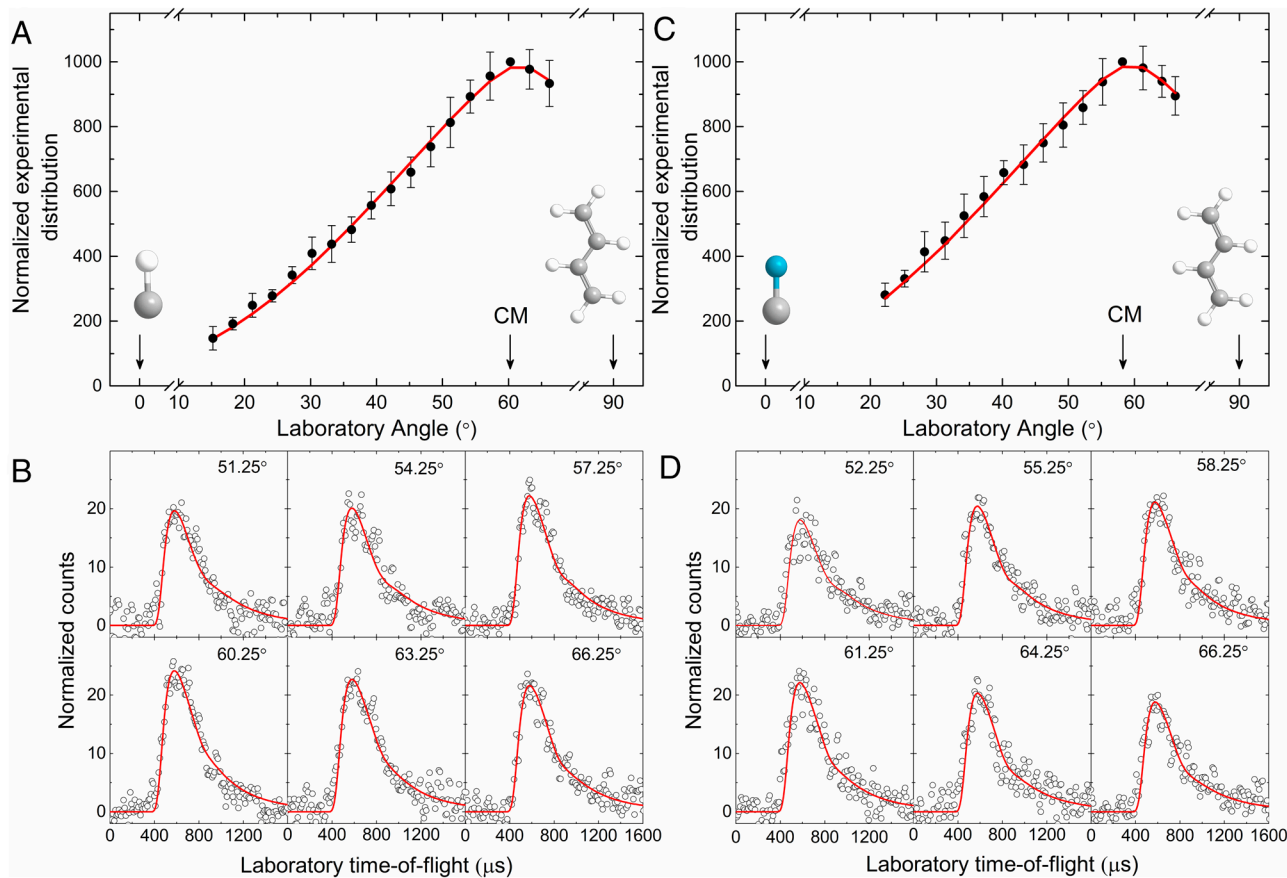 A
Normalized experimental
distribution
1000
800
600
400
200
0
CM
0 10 20 30 40 50 60 90
Laboratory Angle (°)
C
Normalized experimental
distribution
1000
800
600
400
200
0
CM
0 10 20 30 40 50 60 90
Laboratory Angle (°)
B
Normalized counts
51.25° 54.25° 57.25°
20
10
0
60.25° 63.25° 66.25°
20
10
0
0 400 800 1200 0 400 800 1200 0 400 800 1200 1600
Laboratory time-of-flight (μs)
D
Normalized counts
52.25° 55.25° 58.25°
20
10
0
61.25° 64.25° 66.25°
20
10
0
0 400 800 1200 0 400 800 1200 0 400 800 1200 1600
Laboratory time-of-flight (μs)